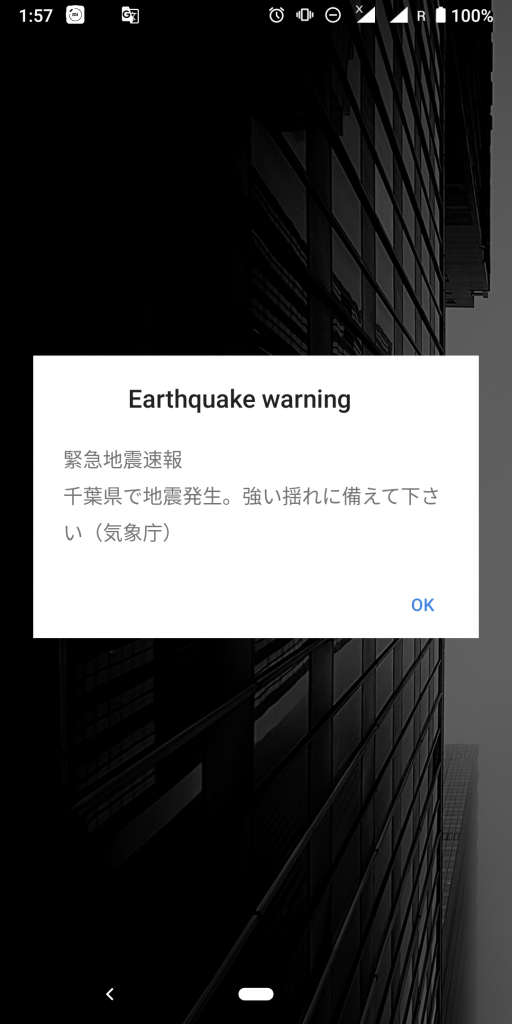 1:57 R 100%
Earthquake warning
緊急地震速報
千葉県で地震発生。強い揺れに備えて下さ
い（気象庁）
OK